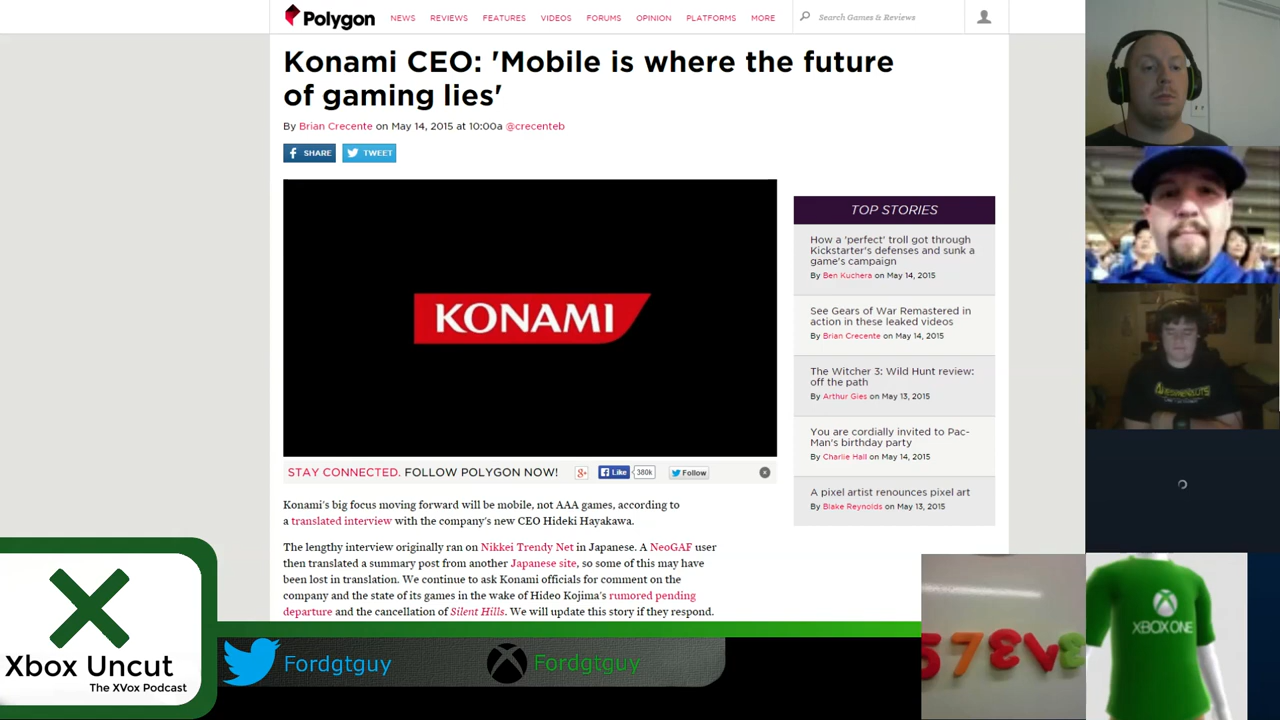 Polygon
NEWS REVIEWS FEATURES VIDEOS FORUMS OPINION PLATFORMS MORE Search Games & Reviews
Konami CEO: 'Mobile is where the future
of gaming lies'
By Brian Crecente on May 14, 2015 at 10:00a @crecenteb
SHARE TWEET
KONAMI
STAY CONNECTED. FOLLOW POLYGON NOW! Like 380k Follow
Konami's big focus moving forward will be mobile, not AAA games, according to
a translated interview with the company's new CEO Hideki Hayakawa.
The lengthy interview originally ran on Nikkei Trendy Net in Japanese. A NeoGAF user
then translated a summary post from another Japanese site, so some of this may have
been lost in translation. We continue to ask Konami officials for comment on the
company and the state of its games in the wake of Hideo Kojima's rumored pending
departure and the cancellation of Silent Hills. We will update this story if they respond.
TOP STORIES
How a 'perfect' troll got through
Kickstarter's defenses and sunk a
game's campaign
By Ben Kuchera on May 14, 2015
See Gears of War Remastered in
action in these leaked videos
By Brian Crecente on May 14, 2015
The Witcher 3: Wild Hunt review:
off the path
By Arthur Gies on May 13, 2015
You are cordially invited to Pac-
Man's birthday party
By Charlie Hall on May 14, 2015
A pixel artist renounces pixel art
By Blake Reynolds on May 13, 2015
Xbox Uncut
The XVox Podcast
Fordgtguy
Fordgtguy
XBOX ONE